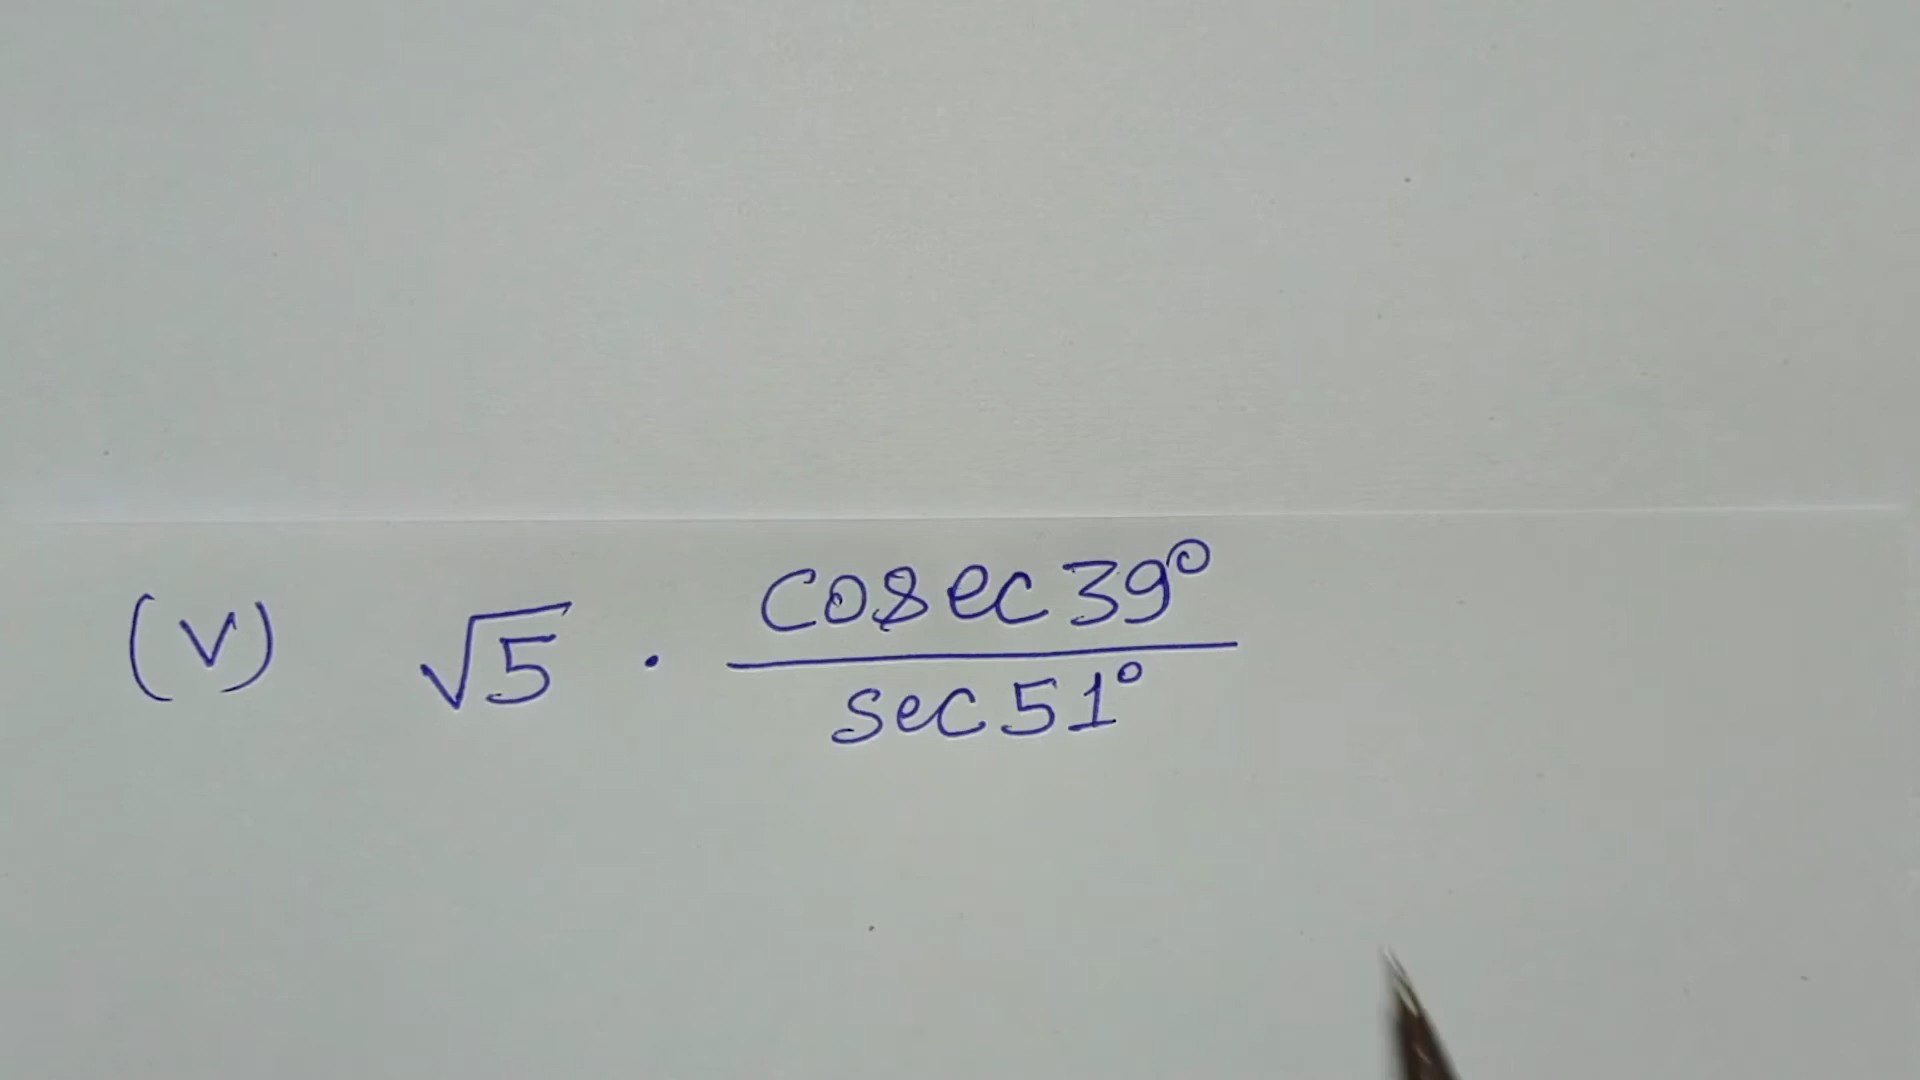 (v) √5 · cosec 39° / sec 51°